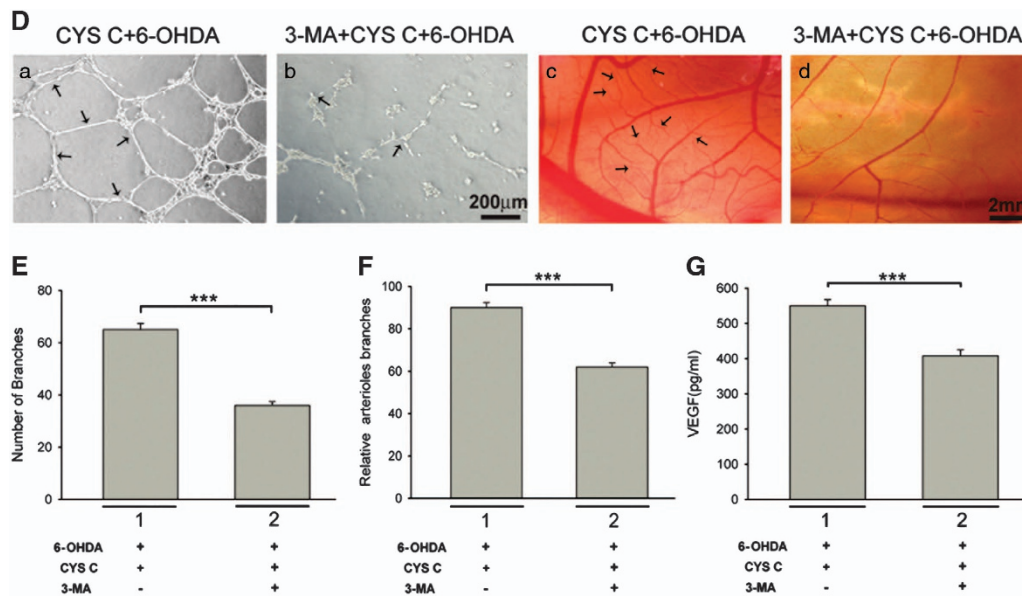 D
CYS C+6-OHDA 3-MA+CYS C+6-OHDA CYS C+6-OHDA 3-MA+CYS C+6-OHDA
a b c d
200μm 2mm
E F G
*** *** ***
Number of Branches
80
60
40
20
0
1 2
6-OHDA + +
CYS C + +
3-MA - +
Relative arterioles branches
100
80
60
40
20
0
1 2
6-OHDA + +
CYS C + +
3-MA - +
VEGF(pg/ml)
600
500
400
300
200
100
0
1 2
6-OHDA + +
CYS C + +
3-MA - +